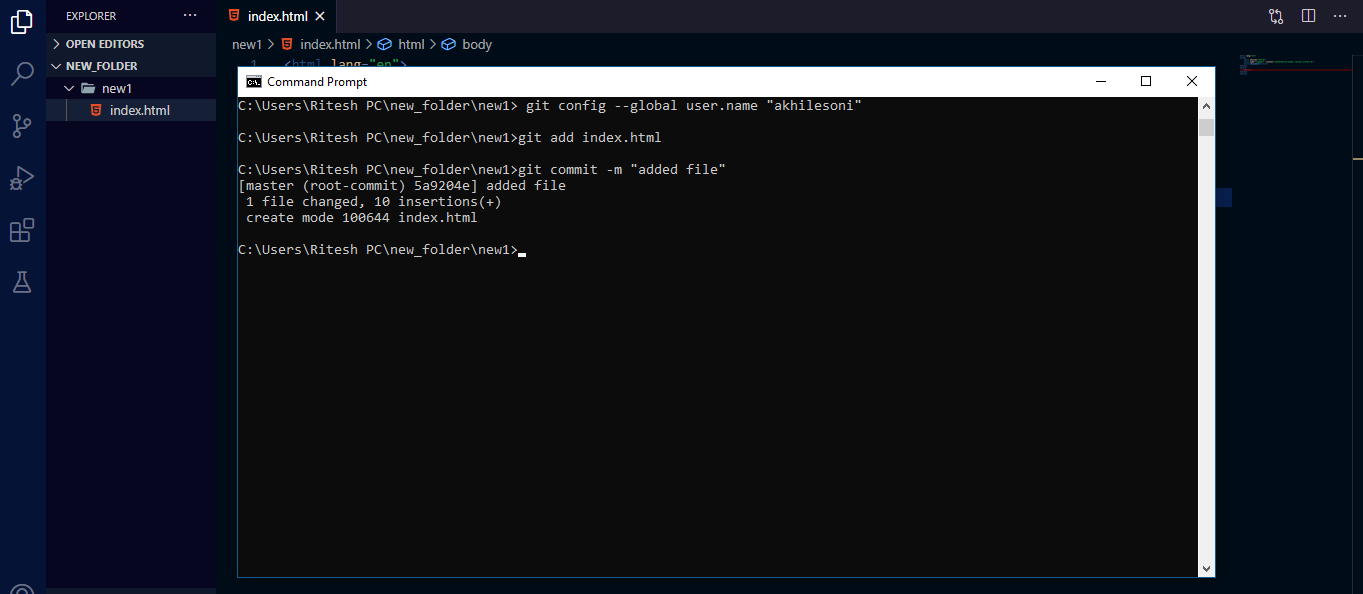 EXPLORER
index.html
OPEN EDITORS
NEW_FOLDER
new1
index.html
new1 > index.html > html > body
1 <html lang="en">
Command Prompt
C:\Users\Ritesh PC\new_folder\new1> git config --global user.name "akhilesoni"
C:\Users\Ritesh PC\new_folder\new1>git add index.html
C:\Users\Ritesh PC\new_folder\new1>git commit -m "added file"
[master (root-commit) 5a9204e] added file
1 file changed, 10 insertions(+)
create mode 100644 index.html
C:\Users\Ritesh PC\new_folder\new1>